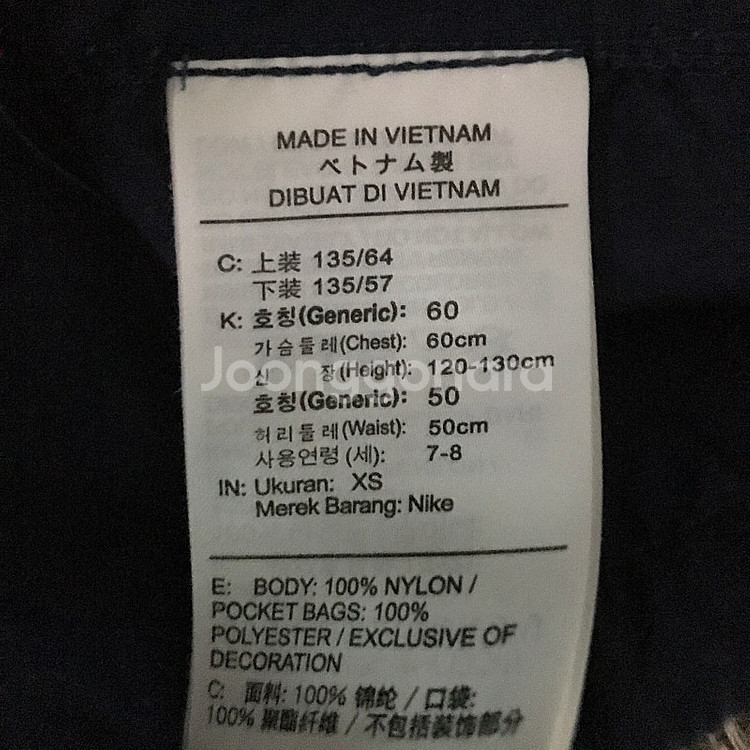 MADE IN VIETNAM
ベトナム製
DIBUAT DI VIETNAM
C: 上装 135/64
下装 135/57
K: 호칭(Generic): 60
가슴둘레(Chest): 60cm
신 장(Height): 120-130cm
Joongonara
호칭(Generic): 50
허리둘레(Waist): 50cm
사용연령(세): 7-8
IN: Ukuran: XS
Merek Barang: Nike
E: BODY: 100% NYLON /
POCKET BAGS: 100%
POLYESTER / EXCLUSIVE OF
DECORATION
C: 面料: 100% 锦纶 / 口袋:
100% 聚酯纤维 / 不包括装饰部分